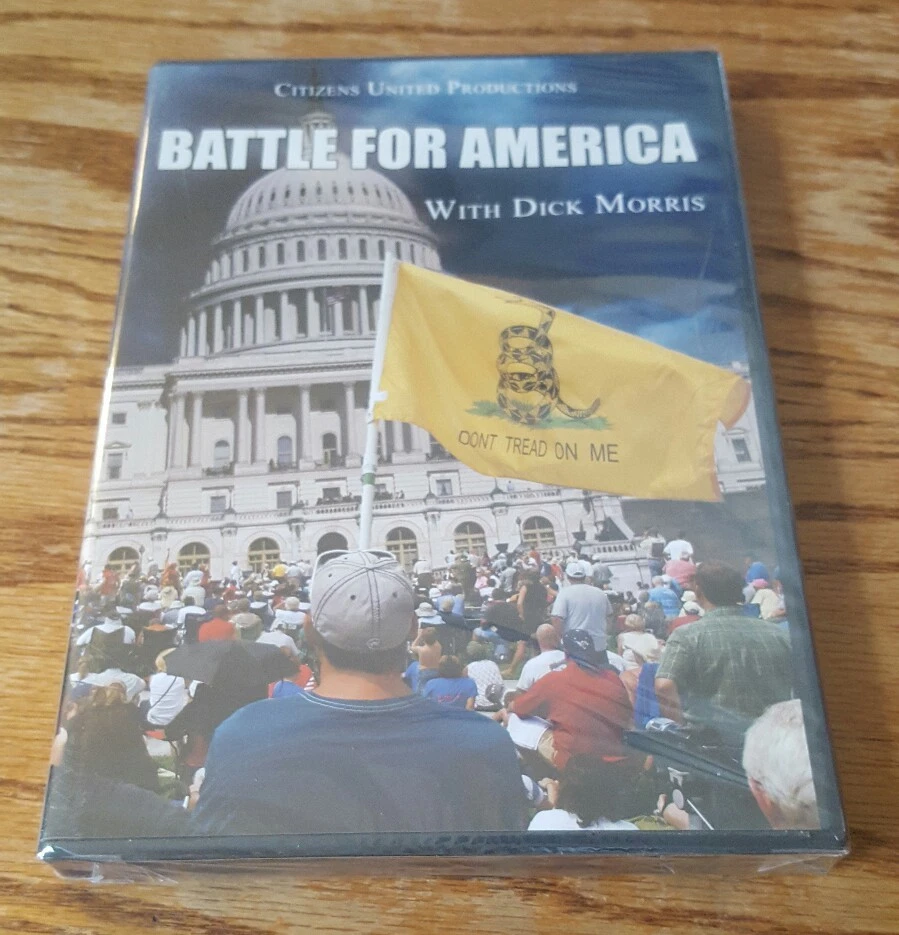 CITIZENS UNITED PRODUCTIONS
BATTLE FOR AMERICA
WITH DICK MORRIS
DONT TREAD ON ME